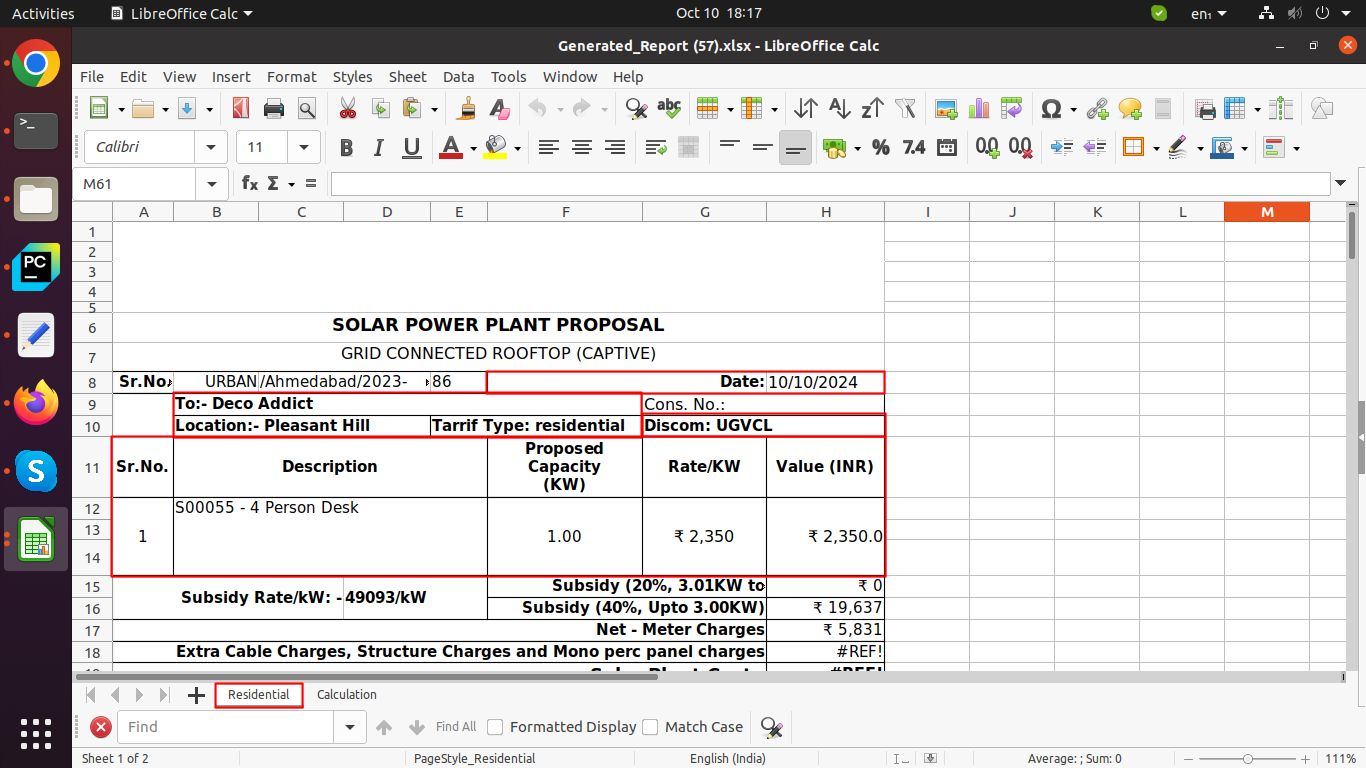 Activities LibreOffice Calc Oct 10 18:17 en₁
Generated_Report (57).xlsx - LibreOffice Calc
File Edit View Insert Format Styles Sheet Data Tools Window Help
Calibri 11
M61
A B C D E F G H I J K L M
1
2
3
4
5
6 SOLAR POWER PLANT PROPOSAL
7 GRID CONNECTED ROOFTOP (CAPTIVE)
8 Sr.No. URBAN/Ahmedabad/2023- 86 Date: 10/10/2024
9 To:- Deco Addict Cons. No.:
10 Location:- Pleasant Hill Tarrif Type: residential Discom: UGVCL
11 Sr.No. Description Proposed Capacity (KW) Rate/KW Value (INR)
12 S00055 - 4 Person Desk
13 1 1.00 ₹ 2,350 ₹ 2,350.0
14
15 Subsidy (20%, 3.01KW to ₹ 0
Subsidy Rate/kW: - 49093/kW
16 Subsidy (40%, Upto 3.00KW) ₹ 19,637
17 Net - Meter Charges ₹ 5,831
18 Extra Cable Charges, Structure Charges and Mono perc panel charges #REF!
Residential Calculation
Find Find All Formatted Display Match Case
Sheet 1 of 2 PageStyle_Residential English (India) Average: ; Sum: 0 111%